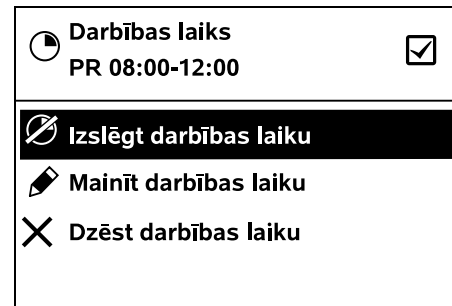 Darbības laiks
PR 08:00-12:00
Izslēgt darbības laiku
Mainīt darbības laiku
Dzēst darbības laiku